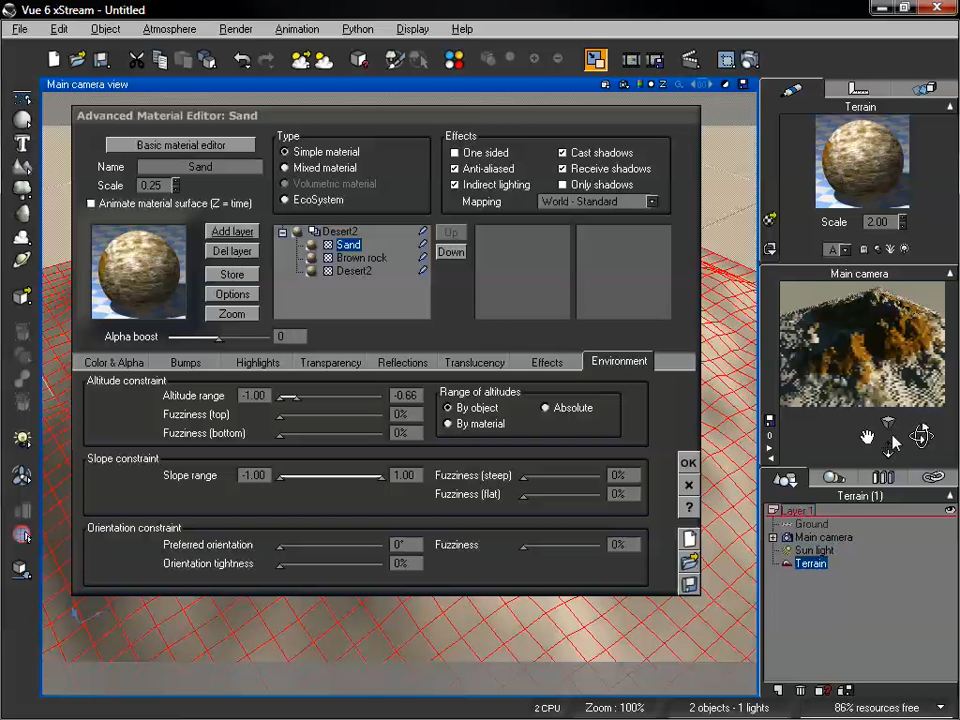 Vue 6 xStream - Untitled
File Edit Object Atmosphere Render Animation Python Display Help
Main camera view
Advanced Material Editor: Sand
Basic material editor
Name Sand
Scale 0.25
Animate material surface (Z = time)
Type
Simple material
Mixed material
Volumetric material
EcoSystem
Effects
One sided Cast shadows
Anti-aliased Receive shadows
Indirect lighting Only shadows
Mapping World - Standard
Add layer
Del layer
Store
Options
Zoom
Desert2
Sand
Brown rock
Desert2
Up
Down
Alpha boost 0
Color & Alpha Bumps Highlights Transparency Reflections Translucency Effects Environment
Altitude constraint
Altitude range -1.00 -0.66
Fuzziness (top) 0%
Fuzziness (bottom) 0%
Range of altitudes
By object Absolute
By material
Slope constraint
Slope range -1.00 1.00 Fuzziness (steep) 0%
Fuzziness (flat) 0%
Orientation constraint
Preferred orientation 0° Fuzziness 0%
Orientation tightness 0%
OK
?
Terrain
Scale 2.00
A
Main camera
0
Terrain (1)
Layer 1
Ground
Main camera
Sun light
Terrain
2 CPU Zoom : 100% 2 objects - 1 lights 86% resources free